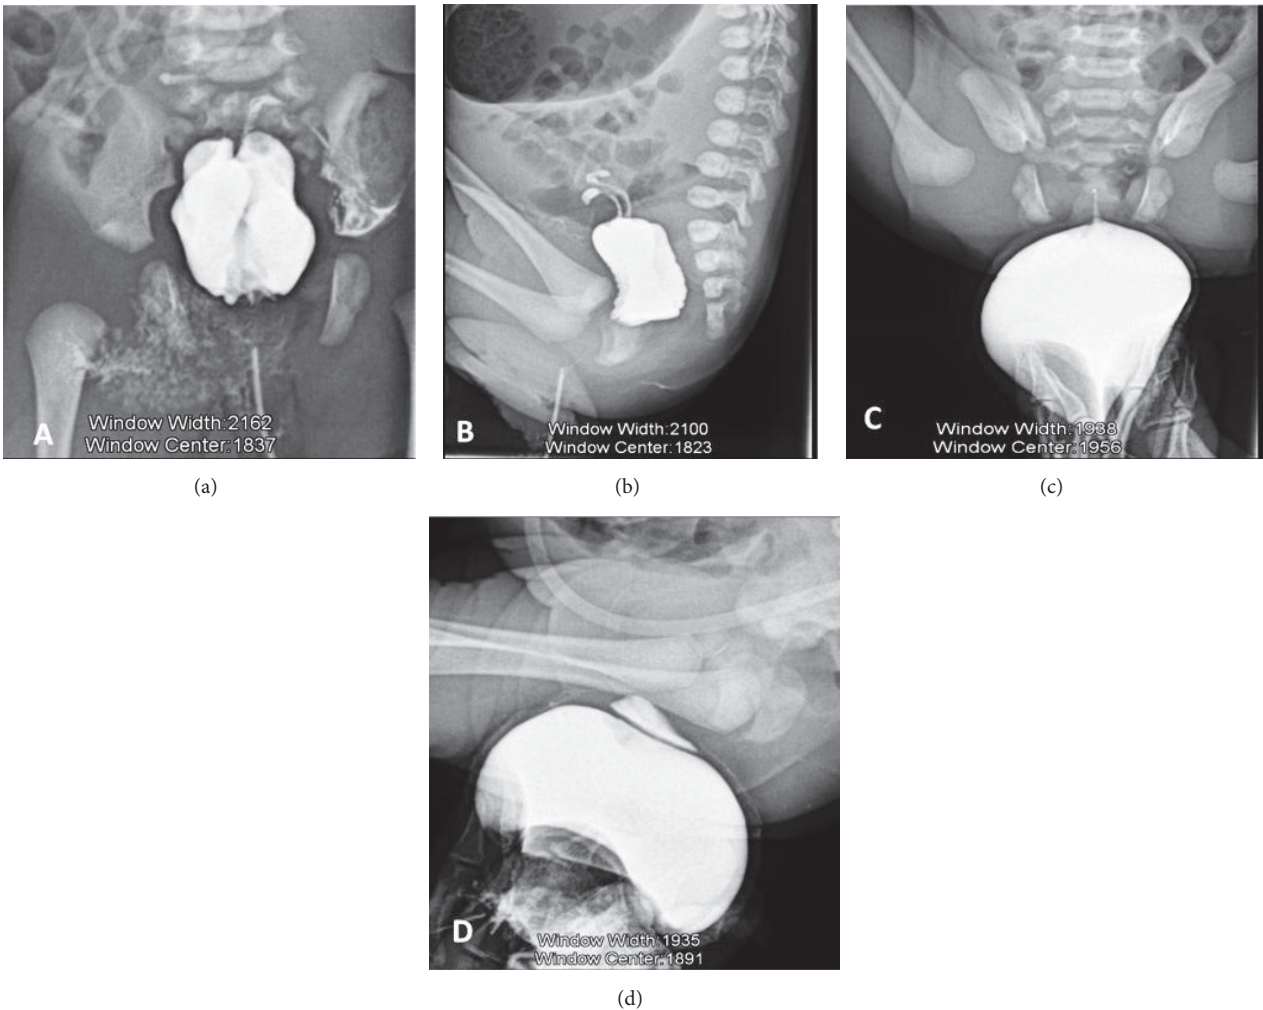 A
Window Width:2162
Window Center:1837
(a)
B
Window Width:2100
Window Center:1823
(b)
C
Window Width:1938
Window Center:1956
(c)
D
Window Width:1935
Window Center:1891
(d)